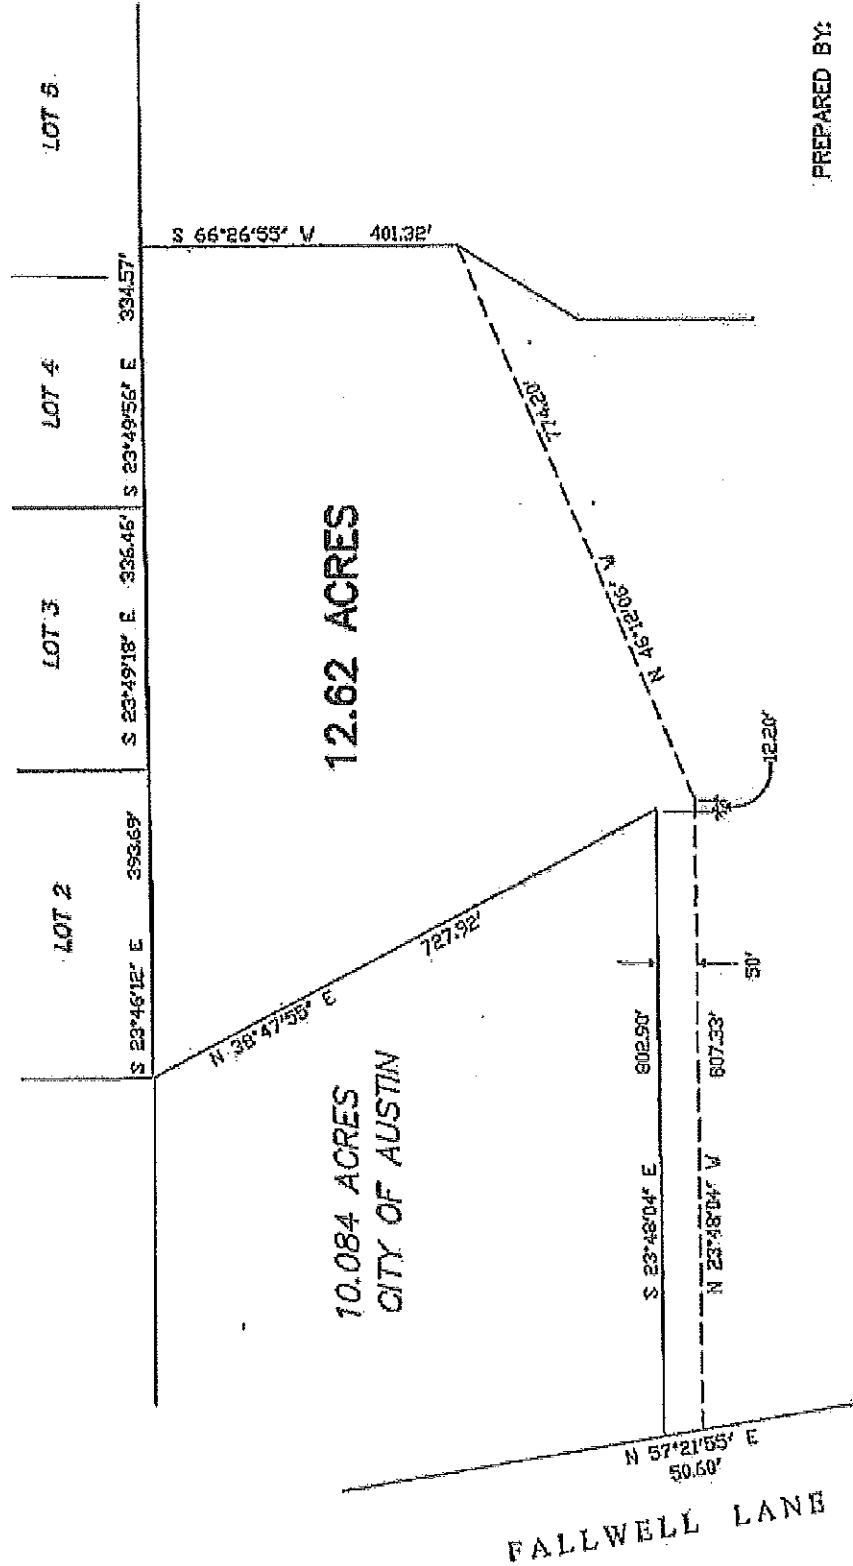 LOT 2
LOT 3
LOT 4
LOT 5
S 23°46'12" E 393.69'
S 23°49'18" E 336.46'
S 23°49'56" E 334.57'
S 66°26'55" W 401.32'
12.62 ACRES
774.20'
N 46°12'06" W
12.20'
727.92'
N 38°47'55" E
10.084 ACRES
CITY OF AUSTIN
802.90'
S 23°48'04" E
50'
807.33'
N 23°48'04" W
N 57°21'55" E
50.60'
FALLWELL LANE
PREPARED BY: